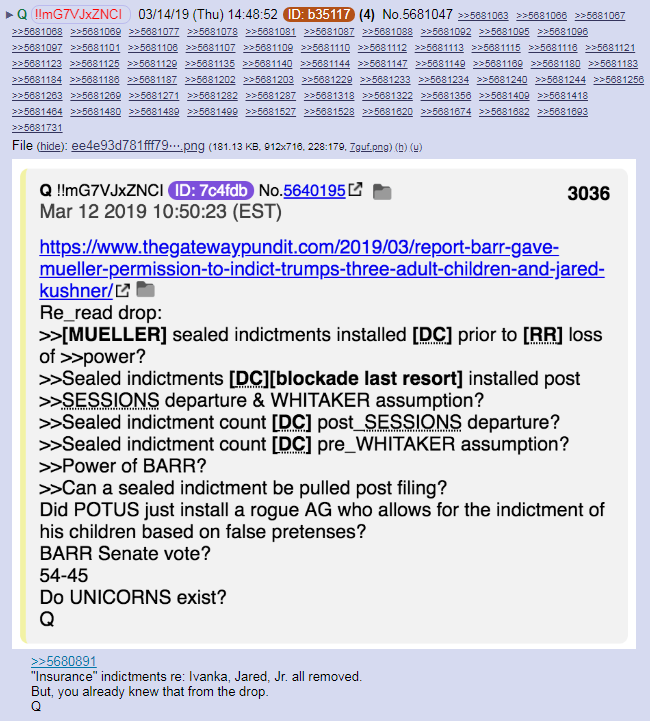 ► Q !!mG7VJxZNCI 03/14/19 (Thu) 14:48:52 ID: b35117 (4) No.5681047 >>5681063 >>5681066 >>5681067
>>5681068 >>5681069 >>5681077 >>5681078 >>5681081 >>5681087 >>5681088 >>5681092 >>5681095 >>5681096
>>5681097 >>5681101 >>5681106 >>5681107 >>5681109 >>5681110 >>5681112 >>5681113 >>5681115 >>5681116 >>5681121
>>5681123 >>5681125 >>5681129 >>5681135 >>5681140 >>5681144 >>5681147 >>5681149 >>5681169 >>5681180 >>5681183
>>5681184 >>5681186 >>5681187 >>5681202 >>5681203 >>5681229 >>5681233 >>5681234 >>5681240 >>5681244 >>5681256
>>5681263 >>5681269 >>5681271 >>5681282 >>5681287 >>5681318 >>5681322 >>5681356 >>5681409 >>5681418
>>5681464 >>5681480 >>5681489 >>5681499 >>5681527 >>5681528 >>5681620 >>5681674 >>5681682 >>5681693
>>5681731
File (hide): ee4e93d781fff79⋯.png (181.13 KB, 912x716, 228:179, 7guf.png) (h) (u)
Q !!mG7VJxZNCI ID: 7c4fdb No.5640195 3036
Mar 12 2019 10:50:23 (EST)
https://www.thegatewaypundit.com/2019/03/report-barr-gave-
mueller-permission-to-indict-trumps-three-adult-children-and-jared-
kushner/
Re_read drop:
>>[MUELLER] sealed indictments installed [DC] prior to [RR] loss
of >>power?
>>Sealed indictments [DC][blockade last resort] installed post
>>SESSIONS departure & WHITAKER assumption?
>>Sealed indictment count [DC] post_SESSIONS departure?
>>Sealed indictment count [DC] pre_WHITAKER assumption?
>>Power of BARR?
>>Can a sealed indictment be pulled post filing?
Did POTUS just install a rogue AG who allows for the indictment of
his children based on false pretenses?
BARR Senate vote?
54-45
Do UNICORNS exist?
Q
>>5680891
"Insurance" indictments re: Ivanka, Jared, Jr. all removed.
But, you already knew that from the drop.
Q